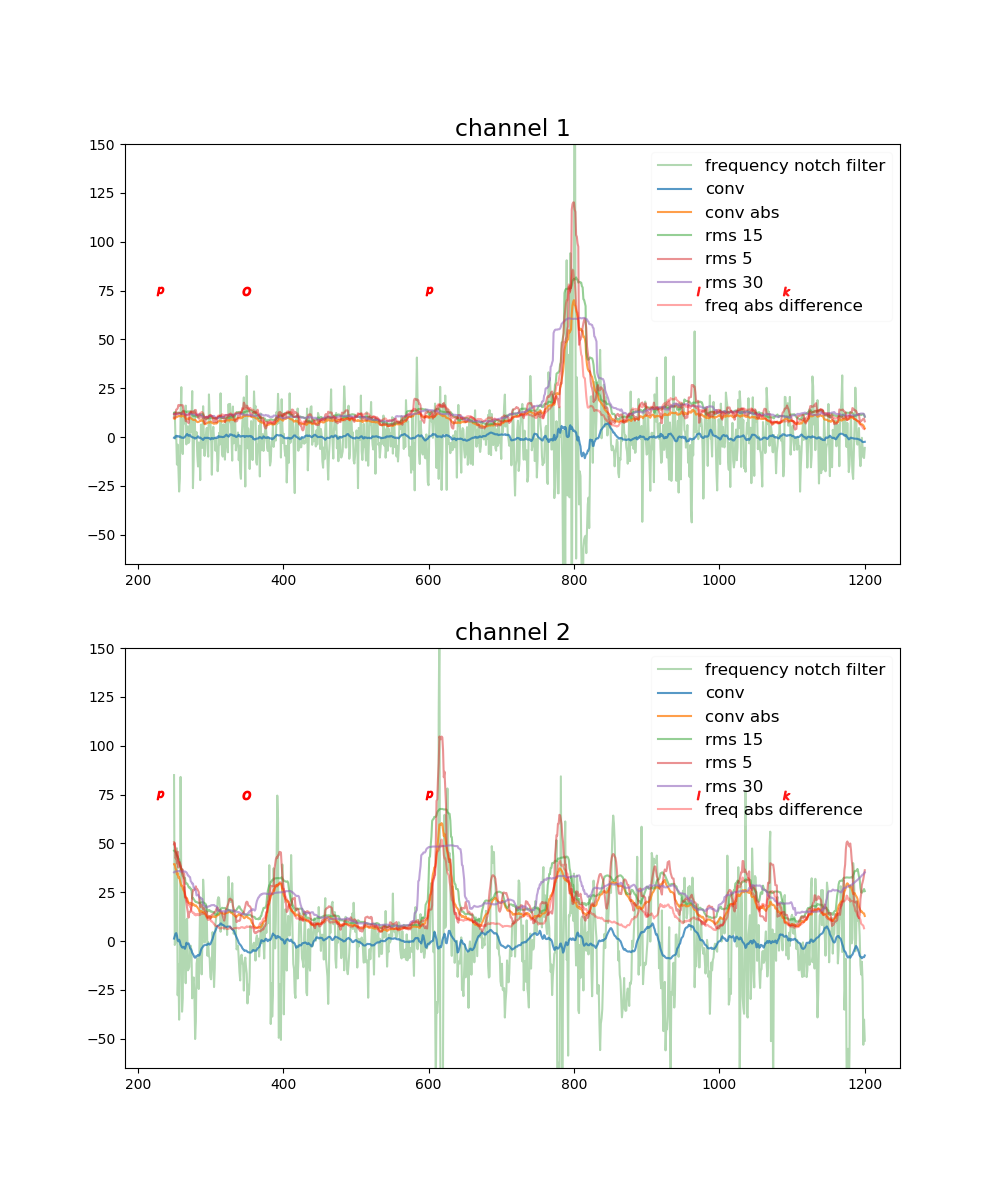 channel 1
150
125
100
75
50
25
0
−25
−50
frequency notch filter
conv
conv abs
rms 15
rms 5
rms 30
freq abs difference
p o p l k
200 400 600 800 1000 1200
channel 2
150
125
100
75
50
25
0
−25
−50
frequency notch filter
conv
conv abs
rms 15
rms 5
rms 30
freq abs difference
p o p l k
200 400 600 800 1000 1200